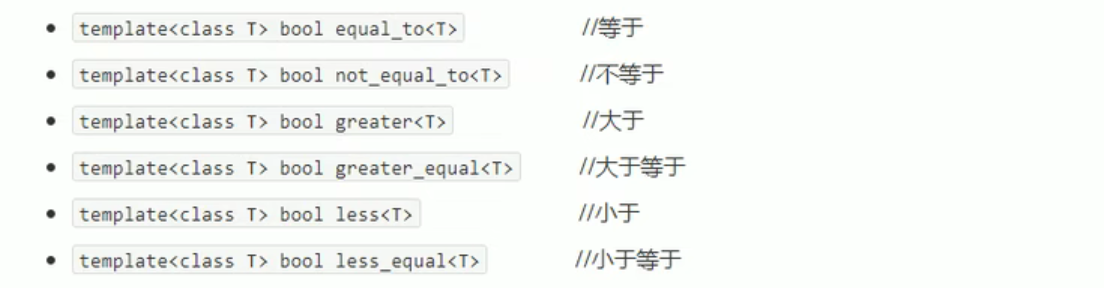 • template<class T> bool equal_to<T> //等于
• template<class T> bool not_equal_to<T> //不等于
• template<class T> bool greater<T> //大于
• template<class T> bool greater_equal<T> //大于等于
• template<class T> bool less<T> //小于
• template<class T> bool less_equal<T> //小于等于